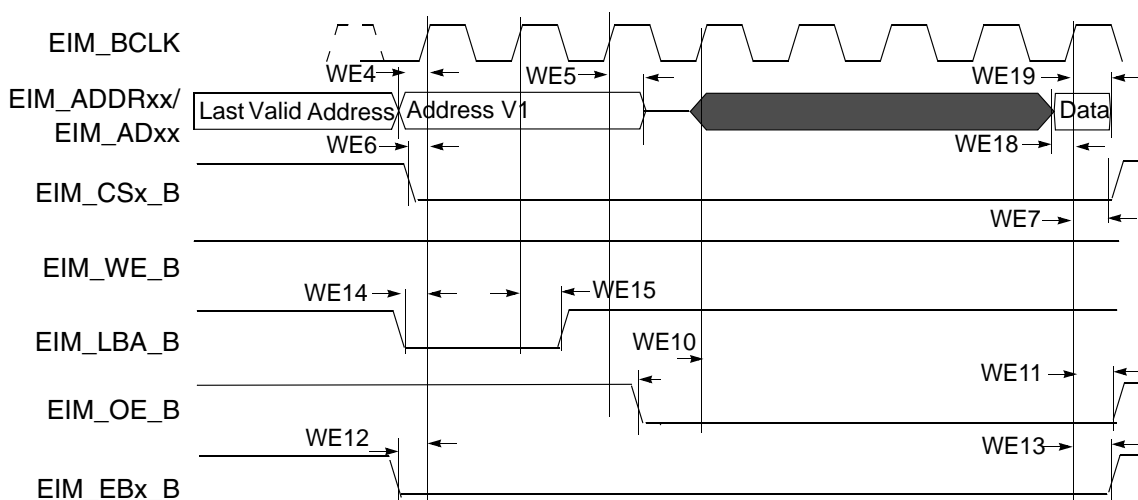 EIM_BCLK
WE4
WE5
WE19
EIM_ADDRxx/
EIM_ADxx
Last Valid Address
Address V1
Data
WE6
WE18
EIM_CSx_B
WE7
EIM_WE_B
WE14
WE15
EIM_LBA_B
WE10
WE11
EIM_OE_B
WE12
WE13
EIM_EBx_B